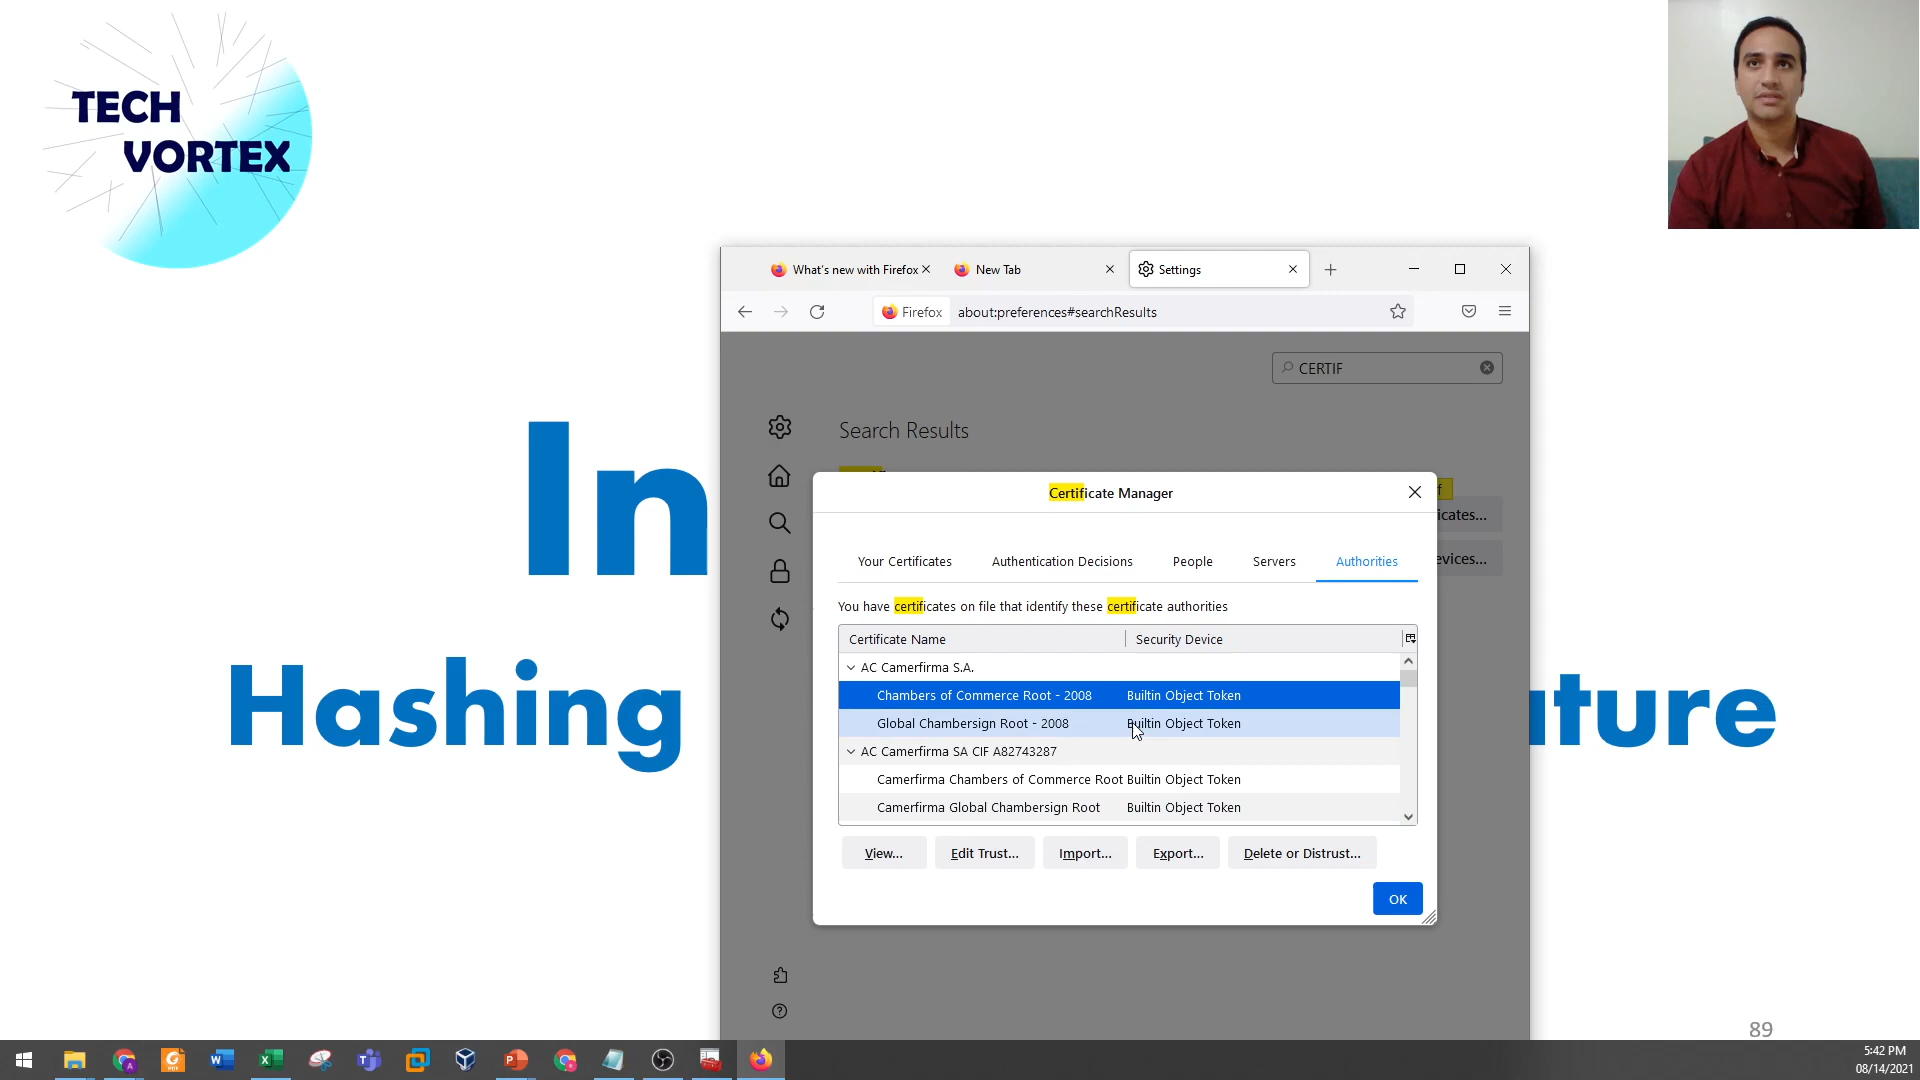 TECH
VORTEX
What's new with Firefox
New Tab
Settings
Firefox
about:preferences#searchResults
CERTIF
Search Results
In
Certificate Manager
icates...
Your Certificates
Authentication Decisions
People
Servers
Authorities
evices...
You have certificates on file that identify these certificate authorities
Certificate Name
Security Device
AC Camerfirma S.A.
Chambers of Commerce Root - 2008
Builtin Object Token
Global Chambersign Root - 2008
Builtin Object Token
AC Camerfirma SA CIF A82743287
Camerfirma Chambers of Commerce Root
Builtin Object Token
Camerfirma Global Chambersign Root
Builtin Object Token
Hashing
ture
View...
Edit Trust...
Import...
Export...
Delete or Distrust...
OK
89
5:42 PM
08/14/2021